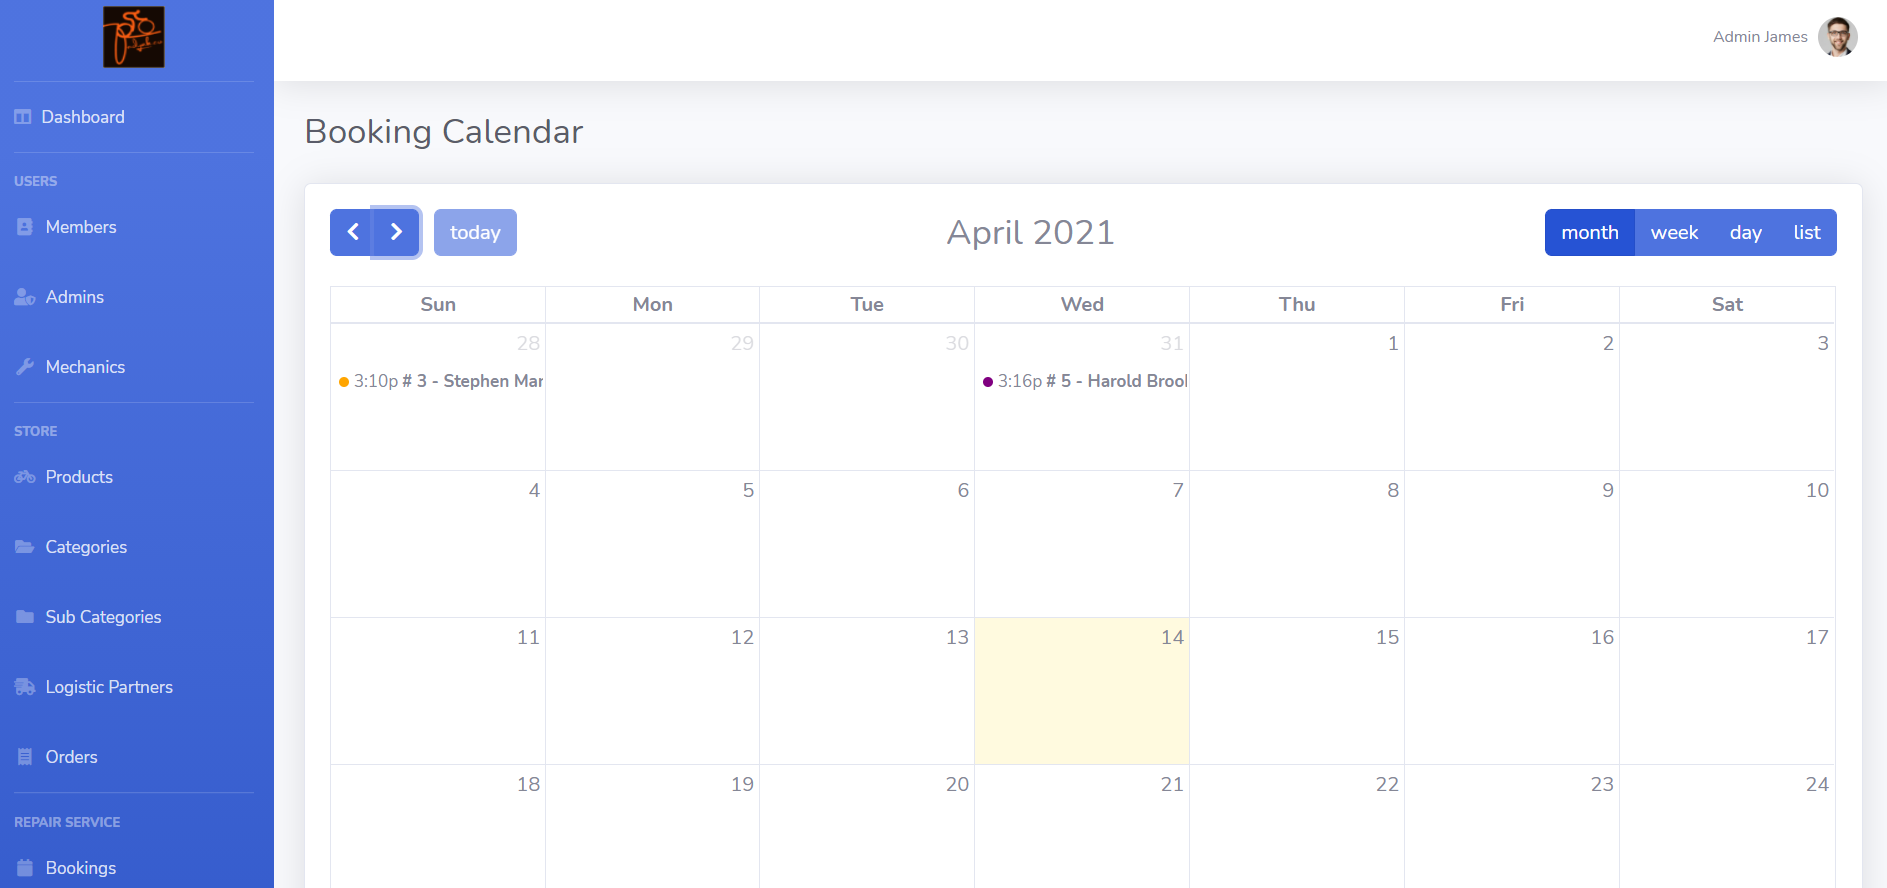 Admin James
Dashboard
USERS
Members
Admins
Mechanics
STORE
Products
Categories
Sub Categories
Logistic Partners
Orders
REPAIR SERVICE
Bookings
Booking Calendar
today
April 2021
month week day list
Sun Mon Tue Wed Thu Fri Sat
28 29 30 31 1 2 3
3:10p # 3 - Stephen Mar 3:16p # 5 - Harold Brool
4 5 6 7 8 9 10
11 12 13 14 15 16 17
18 19 20 21 22 23 24